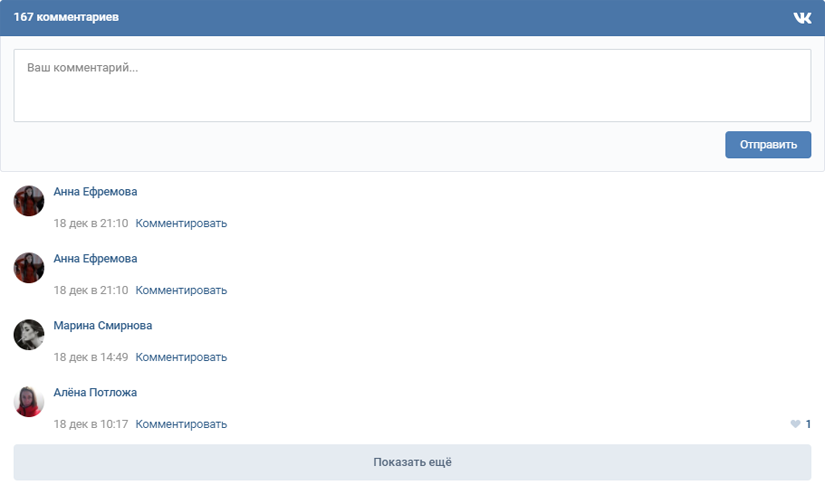 167 комментариев
Ваш комментарий...
Отправить
Анна Ефремова
18 дек в 21:10 Комментировать
Анна Ефремова
18 дек в 21:10 Комментировать
Марина Смирнова
18 дек в 14:49 Комментировать
Алёна Потложа
18 дек в 10:17 Комментировать 1
Показать ещё